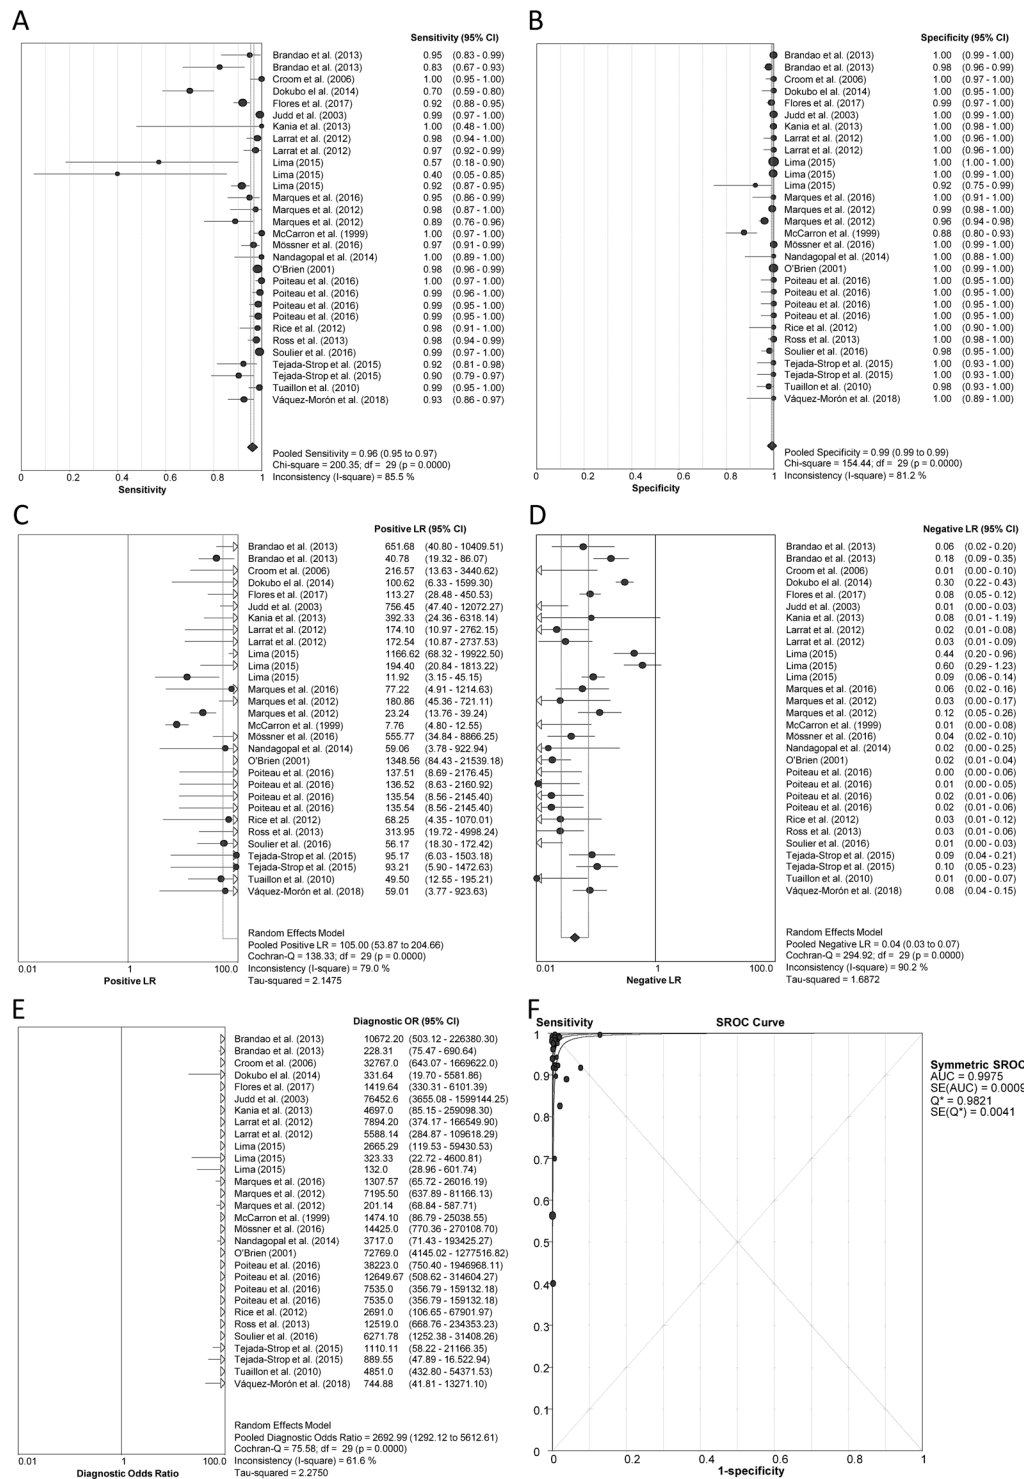 A
Sensitivity (95% CI)
Brandao et al. (2013) 0.95 (0.83 - 0.99)
Brandao et al. (2013) 0.83 (0.67 - 0.93)
Croom et al. (2006) 1.00 (0.95 - 1.00)
Dokubo et al. (2014) 0.70 (0.59 - 0.80)
Flores et al. (2017) 0.92 (0.88 - 0.95)
Judd et al. (2003) 0.99 (0.97 - 1.00)
Kania et al. (2013) 1.00 (0.48 - 1.00)
Larrat et al. (2012) 0.98 (0.94 - 1.00)
Larrat et al. (2012) 0.97 (0.92 - 0.99)
Lima (2015) 0.57 (0.18 - 0.90)
Lima (2015) 0.40 (0.05 - 0.85)
Lima (2015) 0.92 (0.87 - 0.95)
Marques et al. (2016) 0.95 (0.86 - 0.99)
Marques et al. (2012) 0.98 (0.87 - 1.00)
Marques et al. (2012) 0.89 (0.76 - 0.96)
McCarron et al. (1999) 1.00 (0.97 - 1.00)
Mössner et al. (2016) 0.97 (0.91 - 0.99)
Nandagopal et al. (2014) 1.00 (0.89 - 1.00)
O'Brien (2001) 0.98 (0.96 - 0.99)
Poiteau et al. (2016) 1.00 (0.97 - 1.00)
Poiteau et al. (2016) 0.99 (0.96 - 1.00)
Poiteau et al. (2016) 0.99 (0.95 - 1.00)
Poiteau et al. (2016) 0.99 (0.95 - 1.00)
Rice et al. (2012) 0.98 (0.91 - 1.00)
Ross et al. (2013) 0.98 (0.94 - 0.99)
Soulier et al. (2016) 0.99 (0.97 - 1.00)
Tejada-Strop et al. (2015) 0.92 (0.81 - 0.98)
Tejada-Strop et al. (2015) 0.90 (0.79 - 0.97)
Tuaillon et al. (2010) 0.99 (0.95 - 1.00)
Váquez-Morón et al. (2018) 0.93 (0.86 - 0.97)
Pooled Sensitivity = 0.96 (0.95 to 0.97)
Chi-square = 200.35; df = 29 (p = 0.0000)
Inconsistency (I-square) = 85.5 %
0 0.2 0.4 0.6 0.8 1
Sensitivity
B
Specificity (95% CI)
Brandao et al. (2013) 1.00 (0.99 - 1.00)
Brandao et al. (2013) 0.98 (0.96 - 0.99)
Croom et al. (2006) 1.00 (0.97 - 1.00)
Dokubo et al. (2014) 1.00 (0.95 - 1.00)
Flores et al. (2017) 0.99 (0.97 - 1.00)
Judd et al. (2003) 1.00 (0.99 - 1.00)
Kania et al. (2013) 1.00 (0.98 - 1.00)
Larrat et al. (2012) 1.00 (0.96 - 1.00)
Larrat et al. (2012) 1.00 (0.96 - 1.00)
Lima (2015) 1.00 (1.00 - 1.00)
Lima (2015) 1.00 (0.99 - 1.00)
Lima (2015) 0.92 (0.75 - 0.99)
Marques et al. (2016) 1.00 (0.91 - 1.00)
Marques et al. (2012) 0.99 (0.98 - 1.00)
Marques et al. (2012) 0.96 (0.94 - 0.98)
McCarron et al. (1999) 0.88 (0.80 - 0.93)
Mössner et al. (2016) 1.00 (0.99 - 1.00)
Nandagopal et al. (2014) 1.00 (0.88 - 1.00)
O'Brien (2001) 1.00 (0.99 - 1.00)
Poiteau et al. (2016) 1.00 (0.95 - 1.00)
Poiteau et al. (2016) 1.00 (0.95 - 1.00)
Poiteau et al. (2016) 1.00 (0.95 - 1.00)
Poiteau et al. (2016) 1.00 (0.95 - 1.00)
Rice et al. (2012) 1.00 (0.90 - 1.00)
Ross et al. (2013) 1.00 (0.98 - 1.00)
Soulier et al. (2016) 0.98 (0.95 - 1.00)
Tejada-Strop et al. (2015) 1.00 (0.93 - 1.00)
Tejada-Strop et al. (2015) 1.00 (0.93 - 1.00)
Tuaillon et al. (2010) 0.98 (0.93 - 1.00)
Váquez-Morón et al. (2018) 1.00 (0.89 - 1.00)
Pooled Specificity = 0.99 (0.99 to 0.99)
Chi-square = 154.44; df = 29 (p = 0.0000)
Inconsistency (I-square) = 81.2 %
0 0.2 0.4 0.6 0.8 1
Specificity
C
Positive LR (95% CI)
Brandao et al. (2013) 651.68 (40.80 - 10409.51)
Brandao et al. (2013) 40.78 (19.32 - 86.07)
Croom et al. (2006) 216.57 (13.63 - 3440.62)
Dokubo et al. (2014) 100.62 (6.33 - 1599.30)
Flores et al. (2017) 113.27 (28.48 - 450.53)
Judd et al. (2003) 756.45 (47.40 - 12072.27)
Kania et al. (2013) 392.33 (24.36 - 6318.14)
Larrat et al. (2012) 174.10 (10.97 - 2762.15)
Larrat et al. (2012) 172.54 (10.87 - 2737.53)
Lima (2015) 1166.62 (68.32 - 19922.50)
Lima (2015) 194.40 (20.84 - 1813.22)
Lima (2015) 11.92 (3.15 - 45.15)
Marques et al. (2016) 77.22 (4.91 - 1214.63)
Marques et al. (2012) 180.86 (45.36 - 721.11)
Marques et al. (2012) 23.24 (13.76 - 39.24)
McCarron et al. (1999) 7.76 (4.80 - 12.55)
Mössner et al. (2016) 555.77 (34.84 - 8866.25)
Nandagopal et al. (2014) 59.06 (3.78 - 922.94)
O'Brien (2001) 1348.56 (84.43 - 21539.18)
Poiteau et al. (2016) 137.51 (8.69 - 2176.45)
Poiteau et al. (2016) 136.52 (8.63 - 2160.92)
Poiteau et al. (2016) 135.54 (8.56 - 2145.40)
Poiteau et al. (2016) 135.54 (8.56 - 2145.40)
Rice et al. (2012) 68.25 (4.35 - 1070.01)
Ross et al. (2013) 313.95 (19.72 - 4998.24)
Soulier et al. (2016) 56.17 (18.30 - 172.42)
Tejada-Strop et al. (2015) 95.17 (6.03 - 1503.18)
Tejada-Strop et al. (2015) 93.21 (5.90 - 1472.63)
Tuaillon et al. (2010) 49.50 (12.55 - 195.21)
Váquez-Morón et al. (2018) 59.01 (3.77 - 923.63)
Random Effects Model
Pooled Positive LR = 105.00 (53.87 to 204.66)
Cochran-Q = 138.33; df = 29 (p = 0.0000)
Inconsistency (I-square) = 79.0 %
Tau-squared = 2.1475
0.01 1 100.0
Positive LR
D
Negative LR (95% CI)
Brandao et al. (2013) 0.06 (0.02 - 0.20)
Brandao et al. (2013) 0.18 (0.09 - 0.35)
Croom et al. (2006) 0.01 (0.00 - 0.10)
Dokubo et al. (2014) 0.30 (0.22 - 0.43)
Flores et al. (2017) 0.08 (0.05 - 0.12)
Judd et al. (2003) 0.01 (0.00 - 0.03)
Kania et al. (2013) 0.08 (0.01 - 1.19)
Larrat et al. (2012) 0.02 (0.01 - 0.08)
Larrat et al. (2012) 0.03 (0.01 - 0.09)
Lima (2015) 0.44 (0.20 - 0.96)
Lima (2015) 0.60 (0.29 - 1.23)
Lima (2015) 0.09 (0.06 - 0.14)
Marques et al. (2016) 0.06 (0.02 - 0.16)
Marques et al. (2012) 0.03 (0.00 - 0.17)
Marques et al. (2012) 0.12 (0.05 - 0.26)
McCarron et al. (1999) 0.01 (0.00 - 0.08)
Mössner et al. (2016) 0.04 (0.02 - 0.10)
Nandagopal et al. (2014) 0.02 (0.00 - 0.25)
O'Brien (2001) 0.02 (0.01 - 0.04)
Poiteau et al. (2016) 0.00 (0.00 - 0.06)
Poiteau et al. (2016) 0.01 (0.00 - 0.05)
Poiteau et al. (2016) 0.02 (0.01 - 0.06)
Poiteau et al. (2016) 0.02 (0.01 - 0.06)
Rice et al. (2012) 0.03 (0.01 - 0.12)
Ross et al. (2013) 0.03 (0.01 - 0.06)
Soulier et al. (2016) 0.01 (0.00 - 0.03)
Tejada-Strop et al. (2015) 0.09 (0.04 - 0.21)
Tejada-Strop et al. (2015) 0.10 (0.05 - 0.23)
Tuaillon et al. (2010) 0.01 (0.00 - 0.07)
Váquez-Morón et al. (2018) 0.08 (0.04 - 0.15)
Random Effects Model
Pooled Negative LR = 0.04 (0.03 to 0.07)
Cochran-Q = 294.92; df = 29 (p = 0.0000)
Inconsistency (I-square) = 90.2 %
Tau-squared = 1.6872
0.01 1 100.0
Negative LR
E
Diagnostic OR (95% CI)
Brandao et al. (2013) 10672.20 (503.12 - 226380.30)
Brandao et al. (2013) 228.31 (75.47 - 690.64)
Croom et al. (2006) 32767.0 (643.07 - 1669622.0)
Dokubo et al. (2014) 331.64 (19.70 - 5581.86)
Flores et al. (2017) 1419.64 (330.31 - 6101.39)
Judd et al. (2003) 76452.6 (3655.08 - 1599144.25)
Kania et al. (2013) 4697.0 (85.15 - 259098.30)
Larrat et al. (2012) 7894.20 (374.17 - 166549.90)
Larrat et al. (2012) 5588.14 (284.87 - 109618.29)
Lima (2015) 2665.29 (119.53 - 59430.53)
Lima (2015) 323.33 (22.72 - 4600.81)
Lima (2015) 132.0 (28.96 - 601.74)
Marques et al. (2016) 1307.57 (65.72 - 26016.19)
Marques et al. (2012) 7195.50 (637.89 - 81166.13)
Marques et al. (2012) 201.14 (68.84 - 587.71)
McCarron et al. (1999) 1474.10 (86.79 - 25038.55)
Mössner et al. (2016) 14425.0 (770.36 - 270108.70)
Nandagopal et al. (2014) 3717.0 (71.43 - 193425.27)
O'Brien (2001) 72769.0 (4145.02 - 1277516.82)
Poiteau et al. (2016) 38223.0 (750.40 - 1946968.11)
Poiteau et al. (2016) 12649.67 (508.62 - 314604.27)
Poiteau et al. (2016) 7535.0 (356.79 - 159132.18)
Poiteau et al. (2016) 7535.0 (356.79 - 159132.18)
Rice et al. (2012) 2691.0 (106.65 - 67901.97)
Ross et al. (2013) 12519.0 (668.76 - 234353.23)
Soulier et al. (2016) 6271.78 (1252.38 - 31408.26)
Tejada-Strop et al. (2015) 1110.11 (58.22 - 21166.35)
Tejada-Strop et al. (2015) 889.55 (47.89 - 16.522.94)
Tuaillon et al. (2010) 4851.0 (432.80 - 54371.53)
Váquez-Morón et al. (2018) 744.88 (41.81 - 13271.10)
Random Effects Model
Pooled Diagnostic Odds Ratio = 2692.99 (1292.12 to 5612.61)
Cochran-Q = 75.58; df = 29 (p = 0.0000)
Inconsistency (I-square) = 61.6 %
Tau-squared = 2.2750
0.01 1 100.0
Diagnostic Odds Ratio
F
Sensitivity SROC Curve
1
0.9
0.8
0.7
0.6
0.5
0.4
0.3
0.2
0.1
0
0 0.2 0.4 0.6 0.8 1
1-specificity
Symmetric SROC
AUC = 0.9975
SE(AUC) = 0.0009
Q* = 0.9821
SE(Q*) = 0.0041